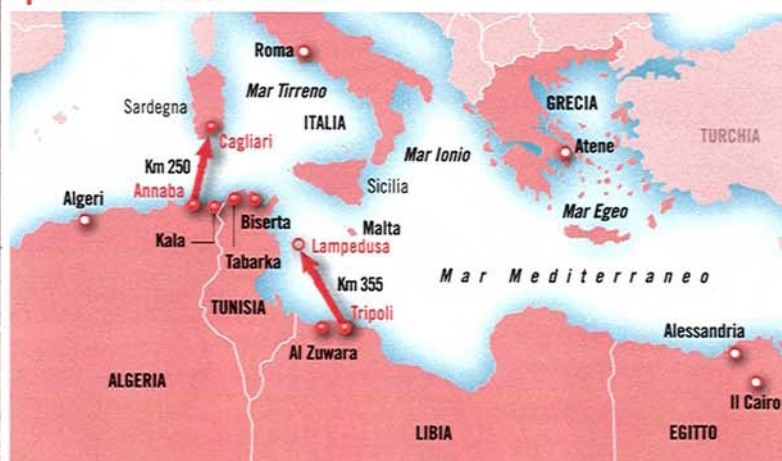 Roma
Mar Tirreno
Sardegna
ITALIA
GRECIA
TURCHIA
Cagliari
Mar Ionio
Atene
Km 250
Annaba
Sicilia
Algeri
Mar Egeo
Biserta
Malta
Kala
Lampedusa
Tabarka
Mar Mediterraneo
Km 355
TUNISIA
Tripoli
Alessandria
Al Zuwara
ALGERIA
Il Cairo
LIBIA
EGITTO